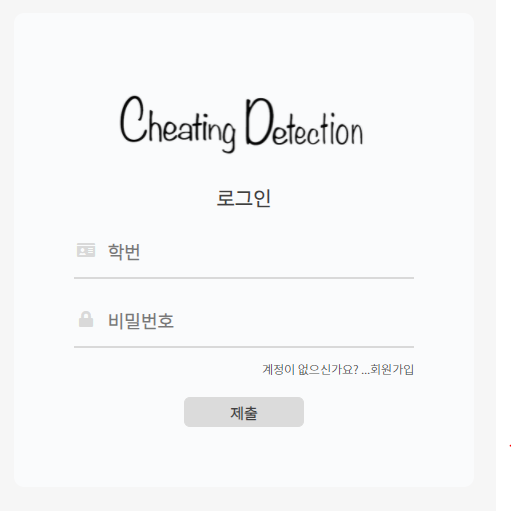 Cheating Detection
로그인
학번
비밀번호
계정이 없으신가요? ...회원가입
제출